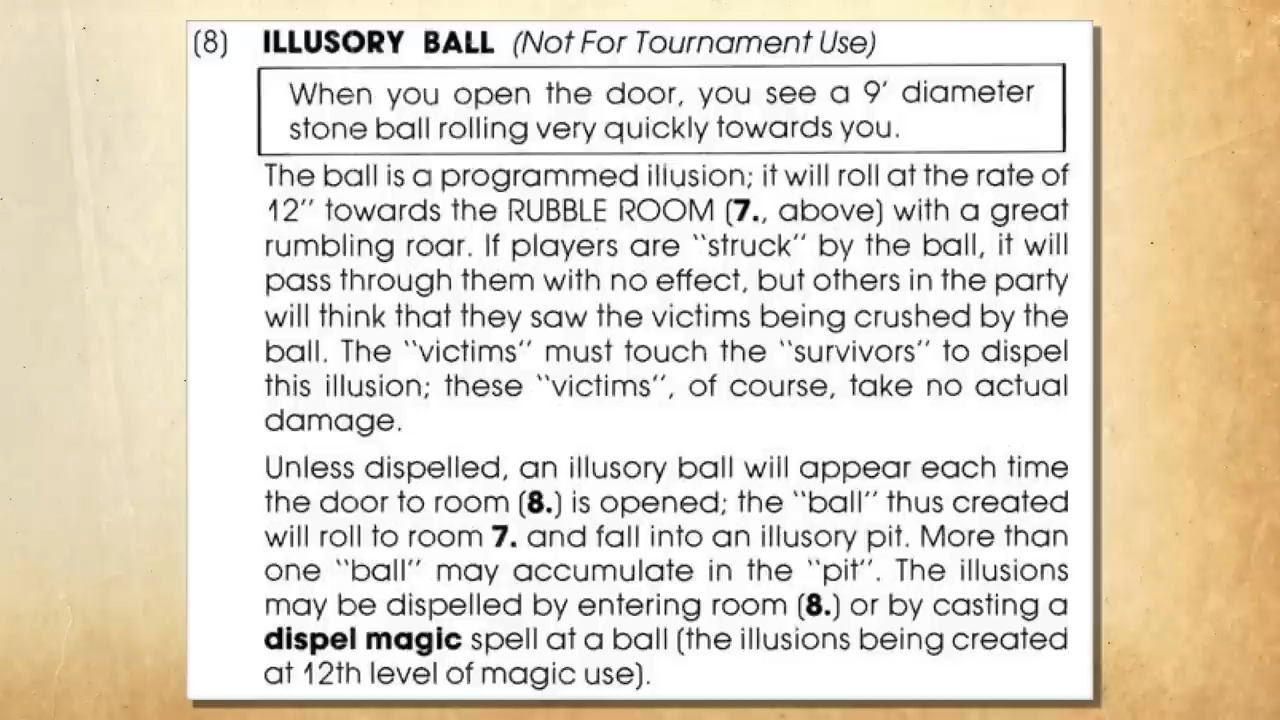 (8) ILLUSORY BALL (Not For Tournament Use)
When you open the door, you see a 9' diameter
stone ball rolling very quickly towards you.
The ball is a programmed illusion; it will roll at the rate of
12" towards the RUBBLE ROOM (7., above) with a great
rumbling roar. If players are "struck" by the ball, it will
pass through them with no effect, but others in the party
will think that they saw the victims being crushed by the
ball. The "victims" must touch the "survivors" to dispel
this illusion; these "victims", of course, take no actual
damage.
Unless dispelled, an illusory ball will appear each time
the door to room (8.) is opened; the "ball" thus created
will roll to room 7. and fall into an illusory pit. More than
one "ball" may accumulate in the "pit". The illusions
may be dispelled by entering room (8.) or by casting a
dispel magic spell at a ball (the illusions being created
at 12th level of magic use).